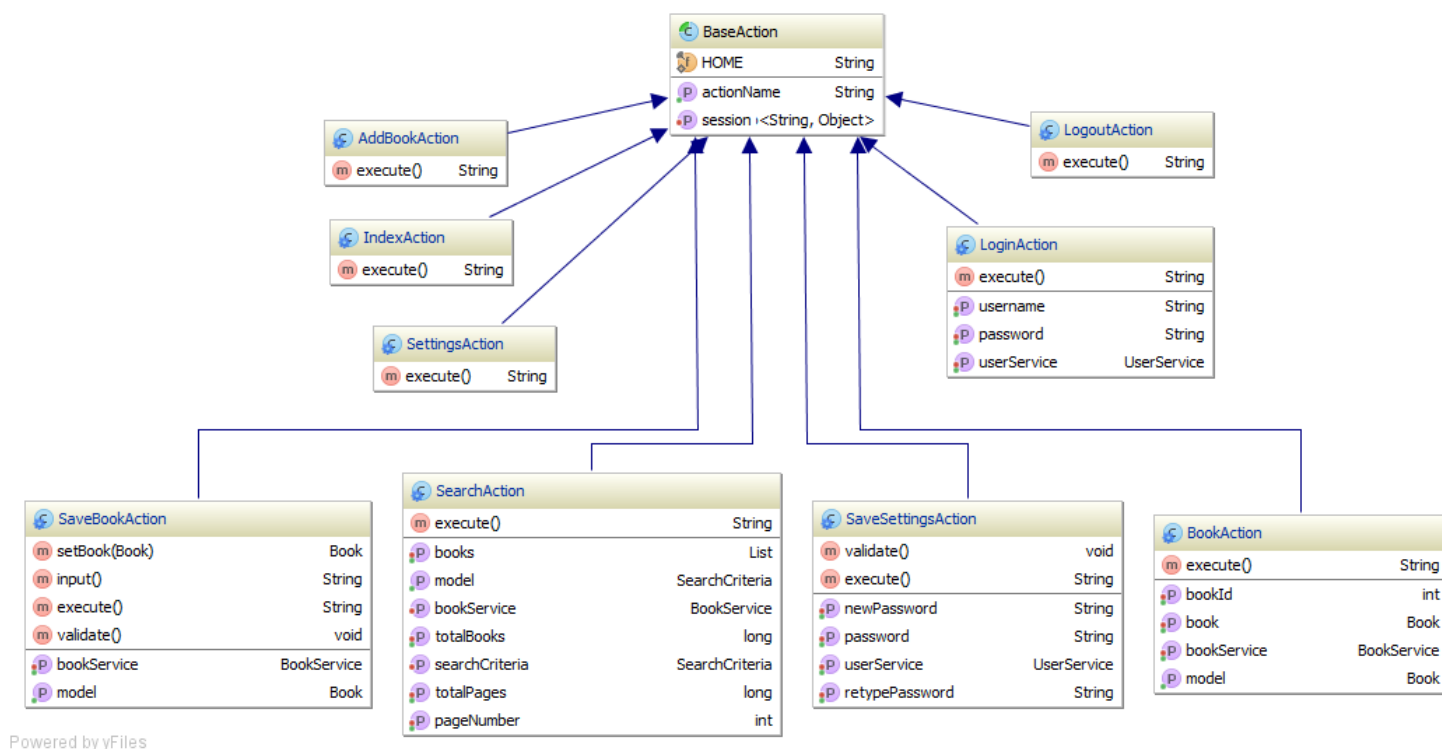 BaseAction
HOME String
actionName String
session <String, Object>
AddBookAction
execute() String
LogoutAction
execute() String
IndexAction
execute() String
LoginAction
execute() String
username String
password String
userService UserService
SettingsAction
execute() String
SaveBookAction
setBook(Book) Book
input() String
execute() String
validate() void
bookService BookService
model Book
SearchAction
execute() String
books List
model SearchCriteria
bookService BookService
totalBooks long
searchCriteria SearchCriteria
totalPages long
pageNumber int
SaveSettingsAction
validate() void
execute() String
newPassword String
password String
userService UserService
retypePassword String
BookAction
execute() String
bookId int
book Book
bookService BookService
model Book
Powered by yFiles